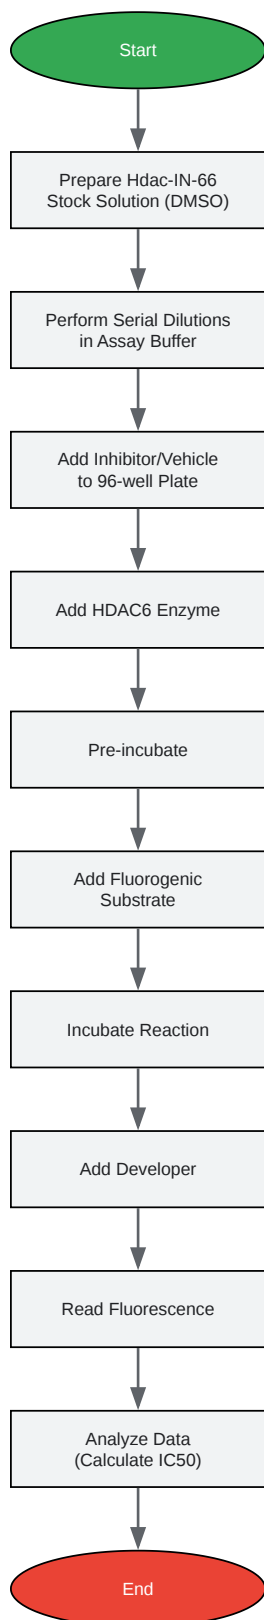 Start
Prepare Hdac-IN-66
Stock Solution (DMSO)
Perform Serial Dilutions
in Assay Buffer
Add Inhibitor/Vehicle
to 96-well Plate
Add HDAC6 Enzyme
Pre-incubate
Add Fluorogenic
Substrate
Incubate Reaction
Add Developer
Read Fluorescence
Analyze Data
(Calculate IC50)
End